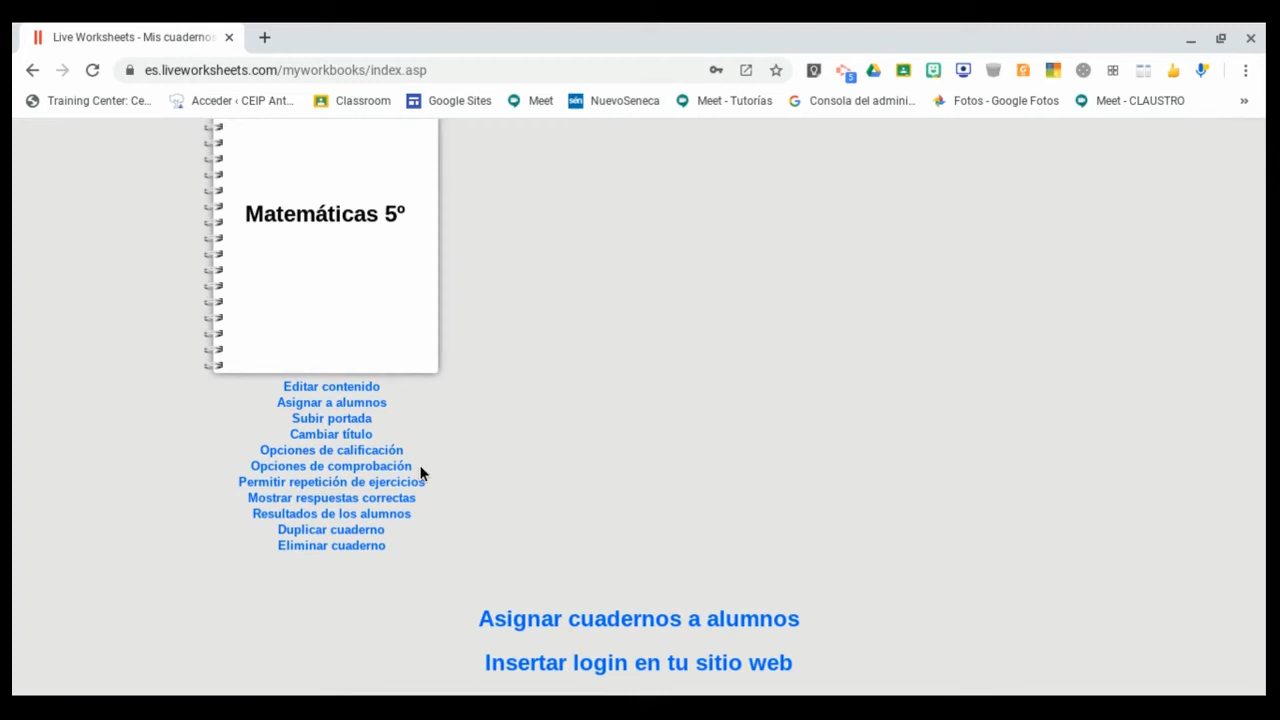 Live Worksheets - Mis cuadernos
es.liveworksheets.com/myworkbooks/index.asp
5
Training Center: Ce...
Acceder ‹ CEIP Ant...
Classroom
Google Sites
Meet
sén NuevoSeneca
Meet - Tutorías
Consola del admini...
Fotos - Google Fotos
Meet - CLAUSTRO
»
Matemáticas 5º
Editar contenido
Asignar a alumnos
Subir portada
Cambiar título
Opciones de calificación
Opciones de comprobación
Permitir repetición de ejercicios
Mostrar respuestas correctas
Resultados de los alumnos
Duplicar cuaderno
Eliminar cuaderno
Asignar cuadernos a alumnos
Insertar login en tu sitio web